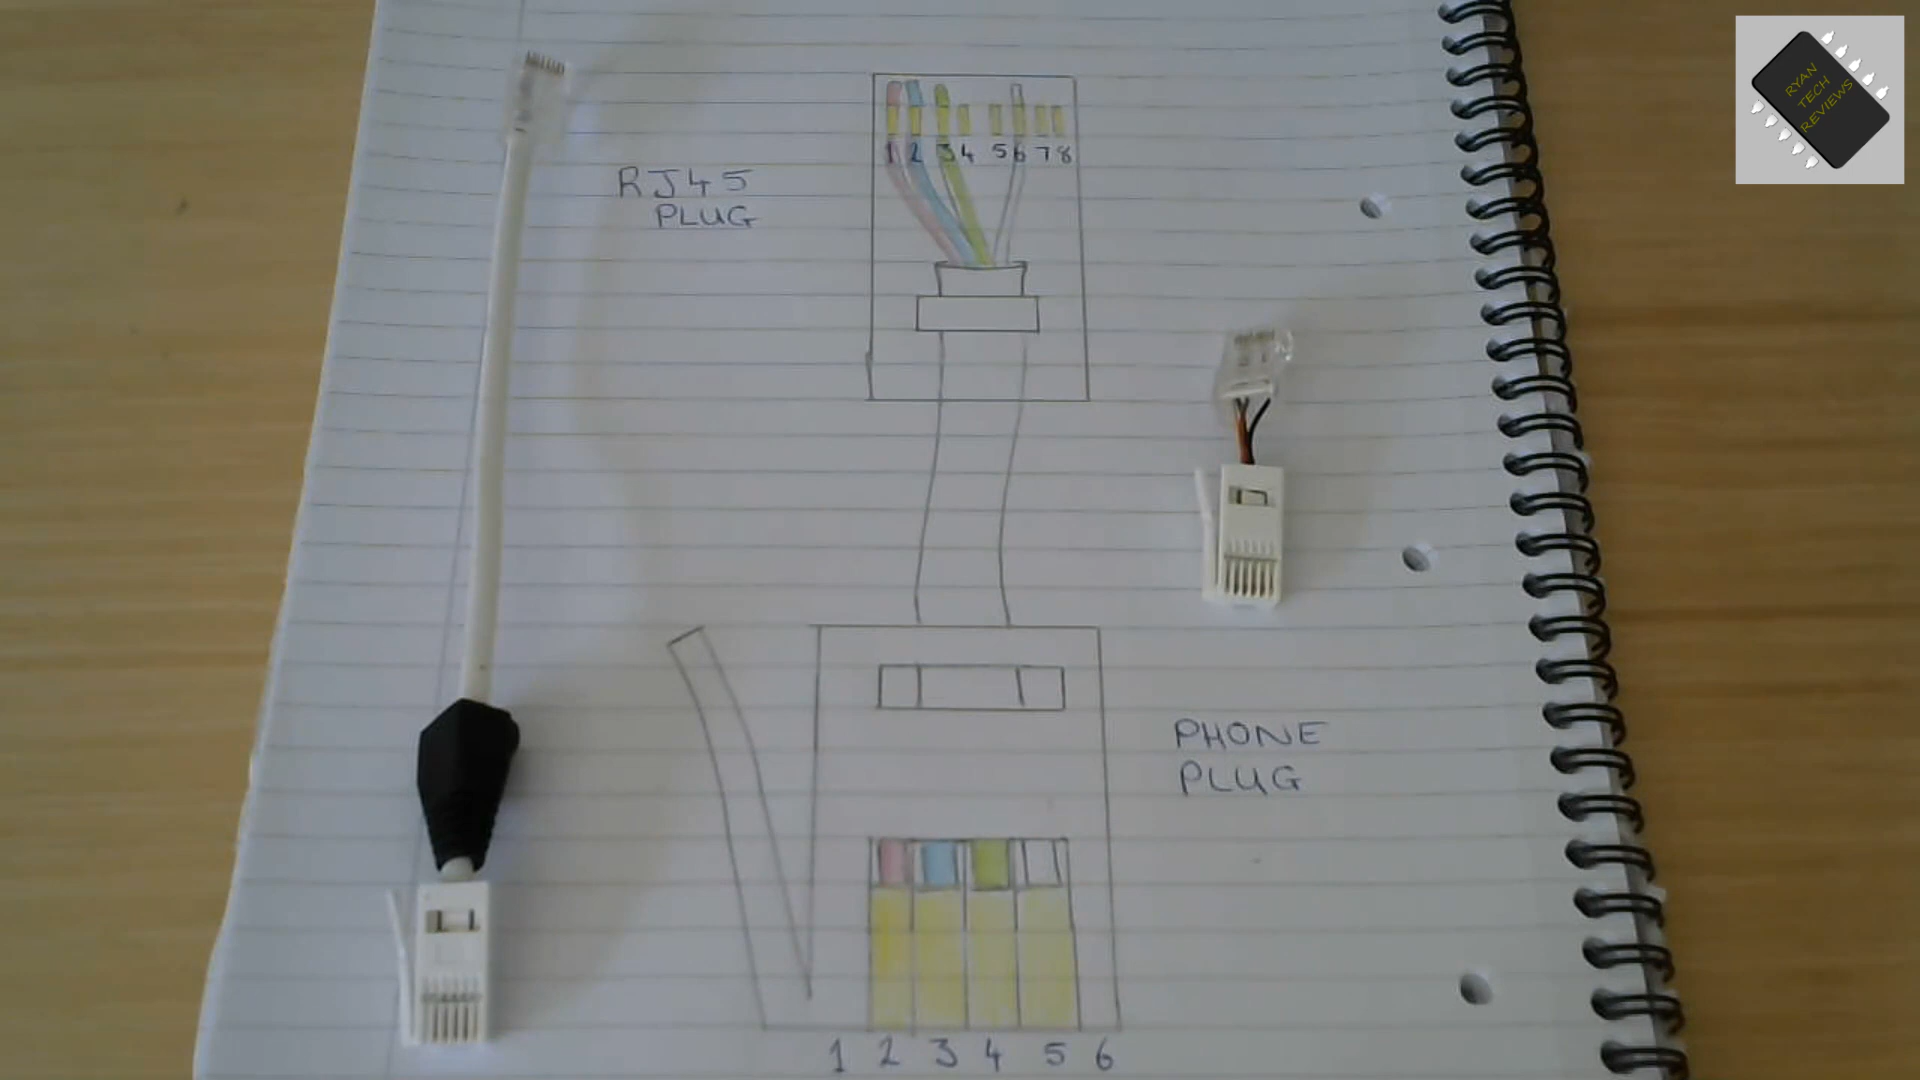 RYAN
TECH
REVIEWS
RJ45
PLUG
1 2 3 4 5 6 7 8
PHONE
PLUG
1 2 3 4 5 6